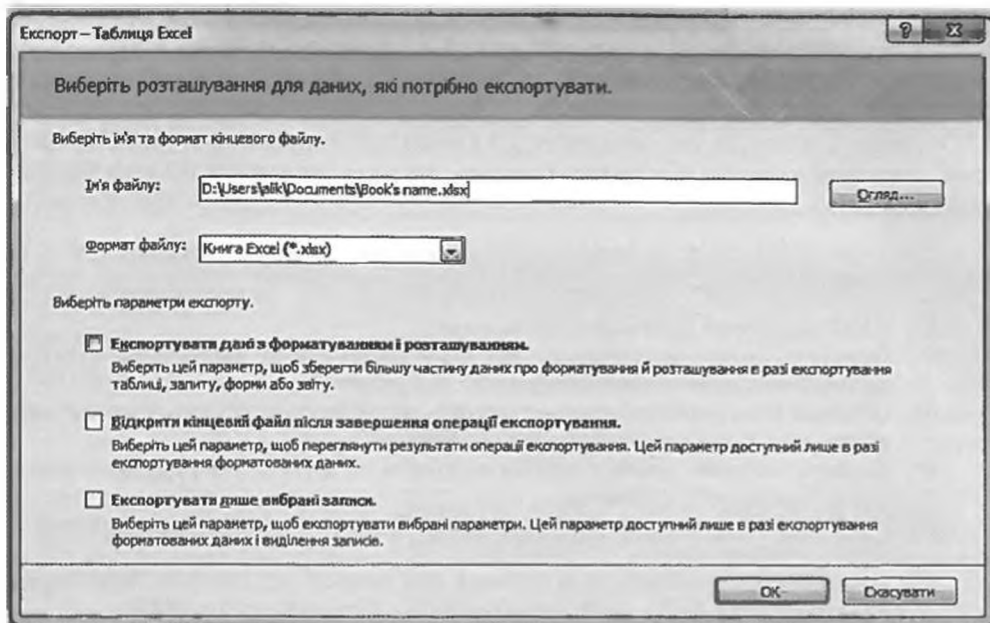 Експорт – Таблиця Excel
Виберіть розташування для даних, які потрібно експортувати.
Виберіть ім'я та формат кінцевого файлу.
Ім'я файлу:
D:\Users\alik\Documents\Book's name.xlsx
Огляд...
Формат файлу:
Книга Excel (*.xlsx)
Виберіть параметри експорту.
Експортувати дані з форматуванням і розташуванням.
Виберіть цей параметр, щоб зберегти більшу частину даних про форматування й розташування в разі експортування
таблиці, запиту, форми або звіту.
Відкрити кінцевий файл після завершення операції експортування.
Виберіть цей параметр, щоб переглянути результати операції експортування. Цей параметр доступний лише в разі
експортування форматованих даних.
Експортувати лише вибрані записи.
Виберіть цей параметр, щоб експортувати вибрані параметри. Цей параметр доступний лише в разі експортування
форматованих даних і виділення записів.
OK
Скасувати